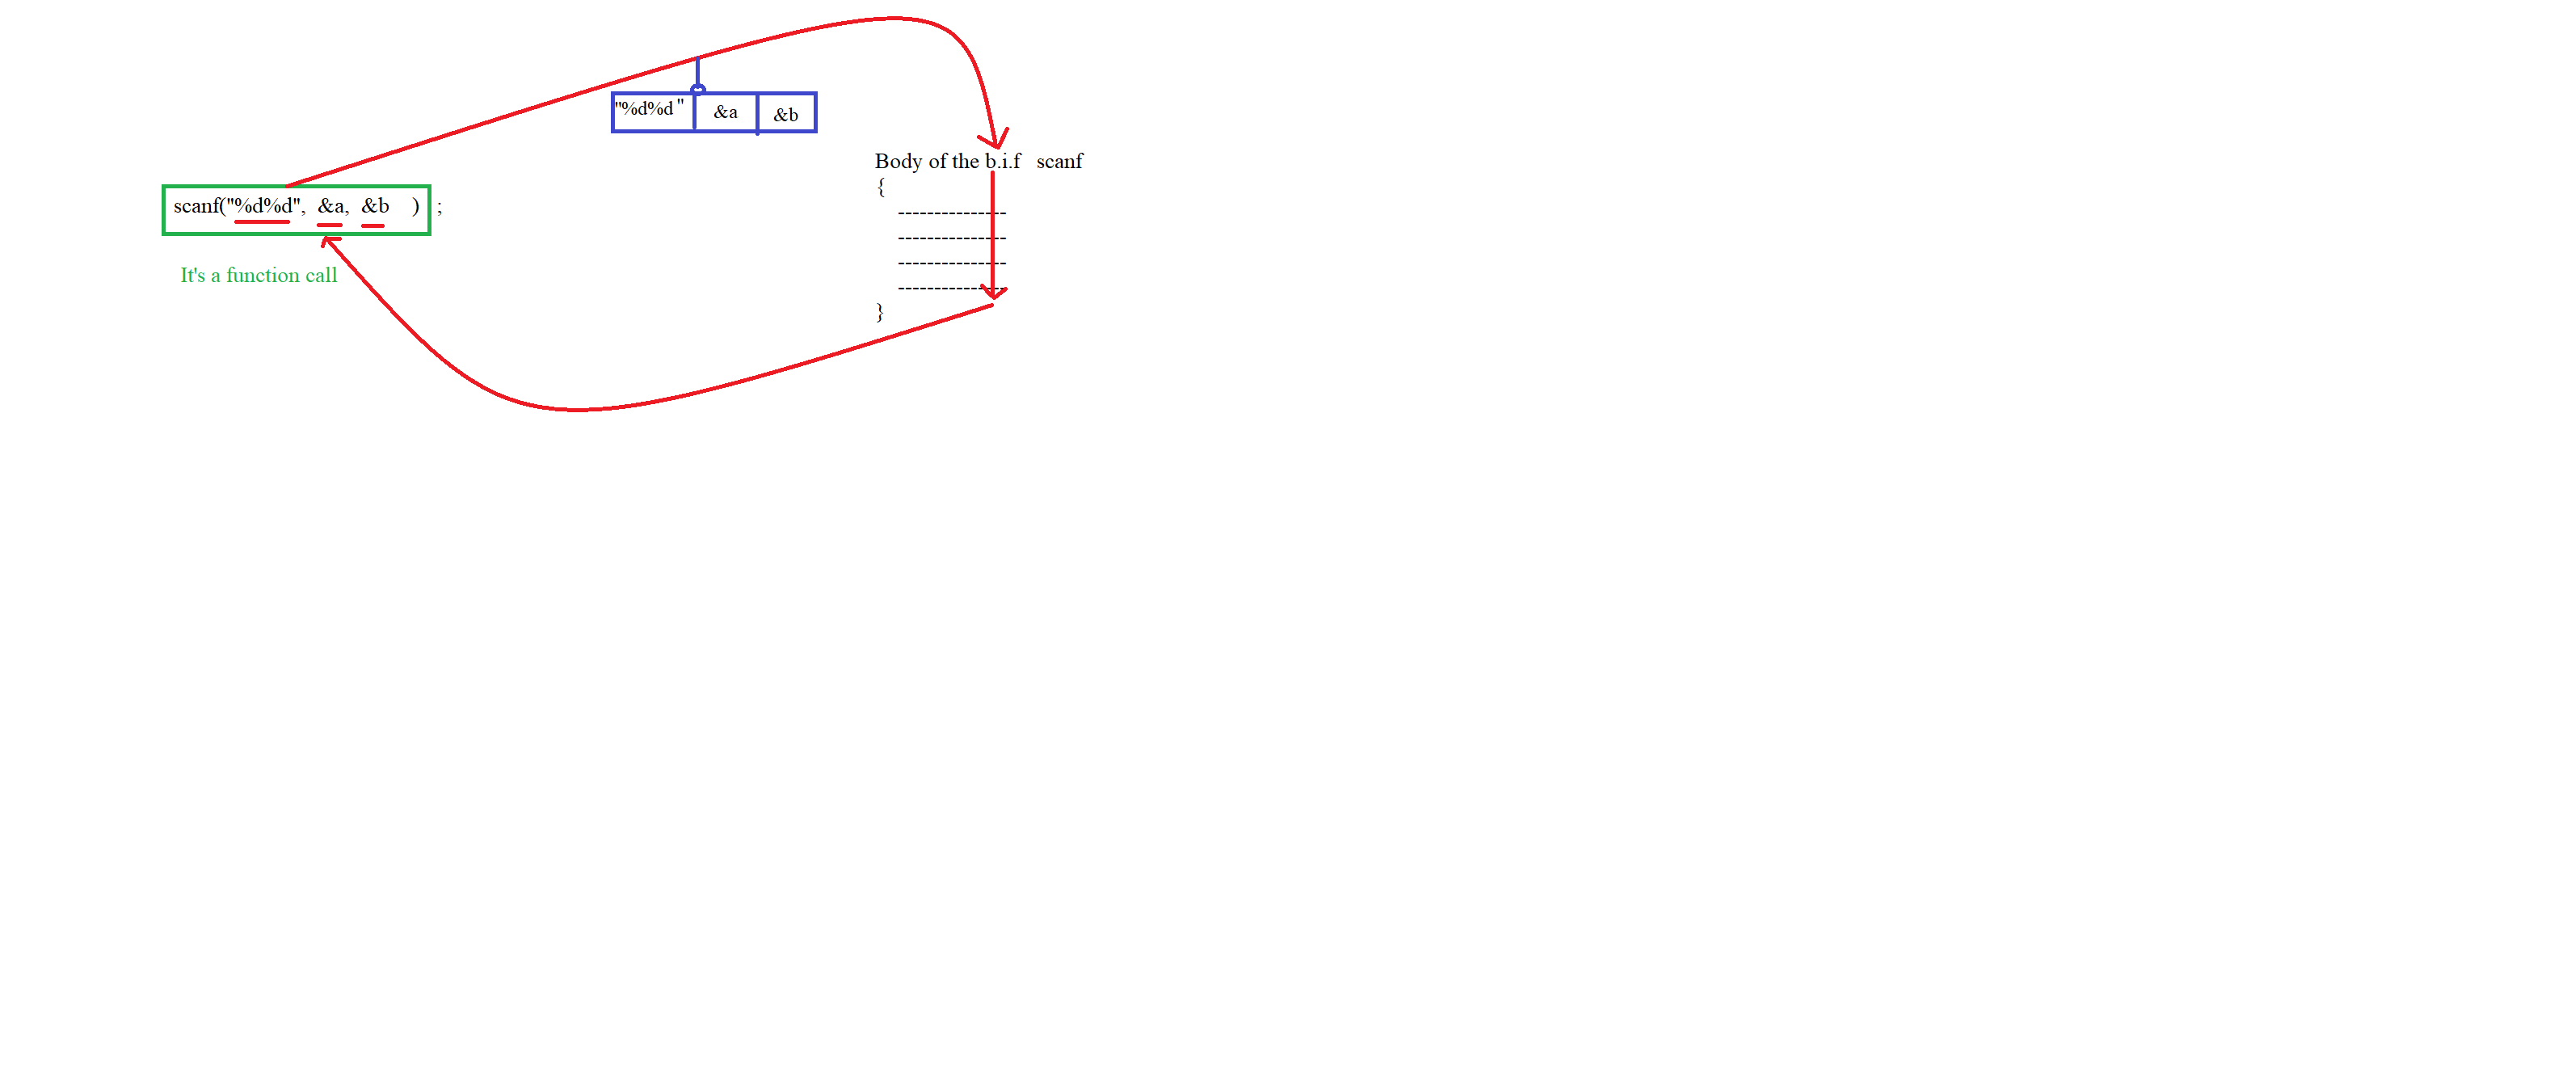 "%d%d" &a &b
Body of the b.i.f scanf
{
scanf("%d%d", &a, &b ) ;
----------------
----------------
It's a function call
----------------
----------------
}